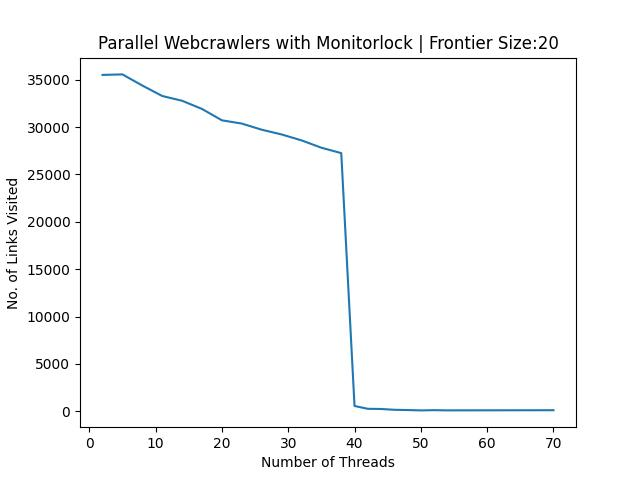 Parallel Webcrawlers with Monitorlock | Frontier Size:20
35000
30000
25000
20000
15000
10000
5000
0
No. of Links Visited
0 10 20 30 40 50 60 70
Number of Threads